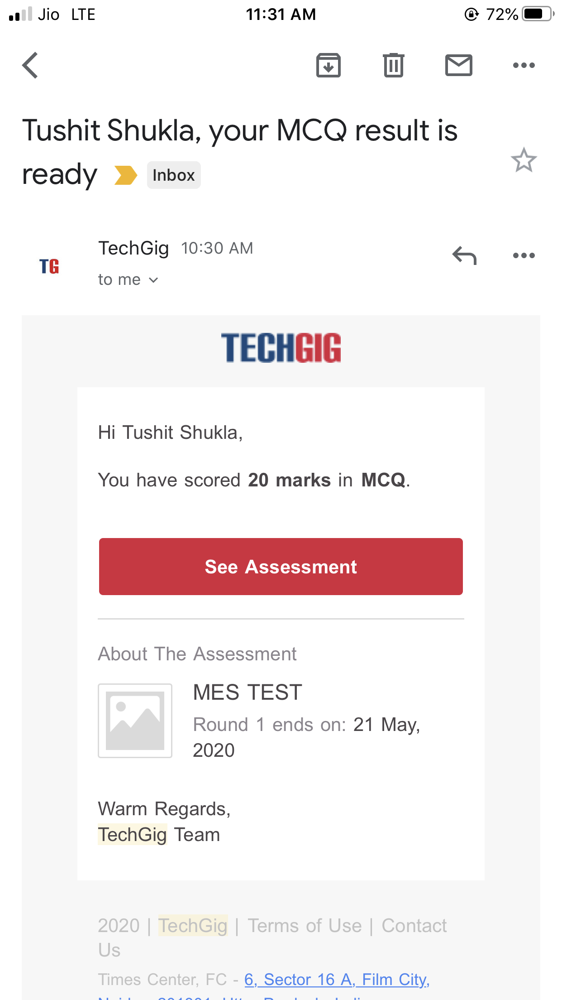 Jio LTE 11:31 AM 72%
Tushit Shukla, your MCQ result is
ready Inbox
TechGig 10:30 AM
TG
to me
TECHGIG
Hi Tushit Shukla,
You have scored 20 marks in MCQ.
See Assessment
About The Assessment
MES TEST
Round 1 ends on: 21 May,
2020
Warm Regards,
TechGig Team
2020 | TechGig | Terms of Use | Contact
Us
Times Center, FC - 6, Sector 16 A, Film City,